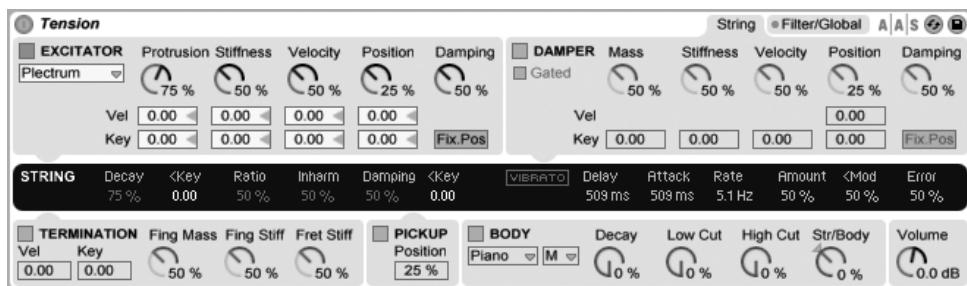 Tension String Filter/Global A A S
EXCITATOR Protrusion Stiffness Velocity Position Damping
Plectrum
75 % 50 % 50 % 25 % 50 %
Vel 0.00 0.00 0.00 0.00
Key 0.00 0.00 0.00 0.00 Fix.Pos
DAMPER Mass Stiffness Velocity Position Damping
Gated
50 % 50 % 50 % 25 % 50 %
Vel 0.00
Key 0.00 0.00 0.00 0.00 Fix.Pos
STRING Decay <Key Ratio Inharm Damping <Key VIBRATO Delay Attack Rate Amount <Mod Error
75 % 0.00 50 % 50 % 50 % 0.00 509 ms 509 ms 5.1 Hz 50 % 50 % 50 %
TERMINATION Fing Mass Fing Stiff Fret Stiff
Vel Key
0.00 0.00 50 % 50 % 50 %
PICKUP
Position
25 %
BODY Decay Low Cut High Cut Str/Body
Piano M
0 % 0 % 0 % 0 %
Volume
0.0 dB